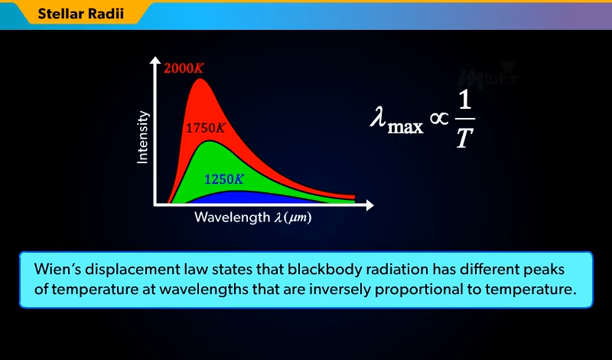 Stellar Radii
2000K
1750K
1250K
Intensity
Wavelength λ(μm)
λmax ∝ 1/T
Wien's displacement law states that blackbody radiation has different peaks
of temperature at wavelengths that are inversely proportional to temperature.